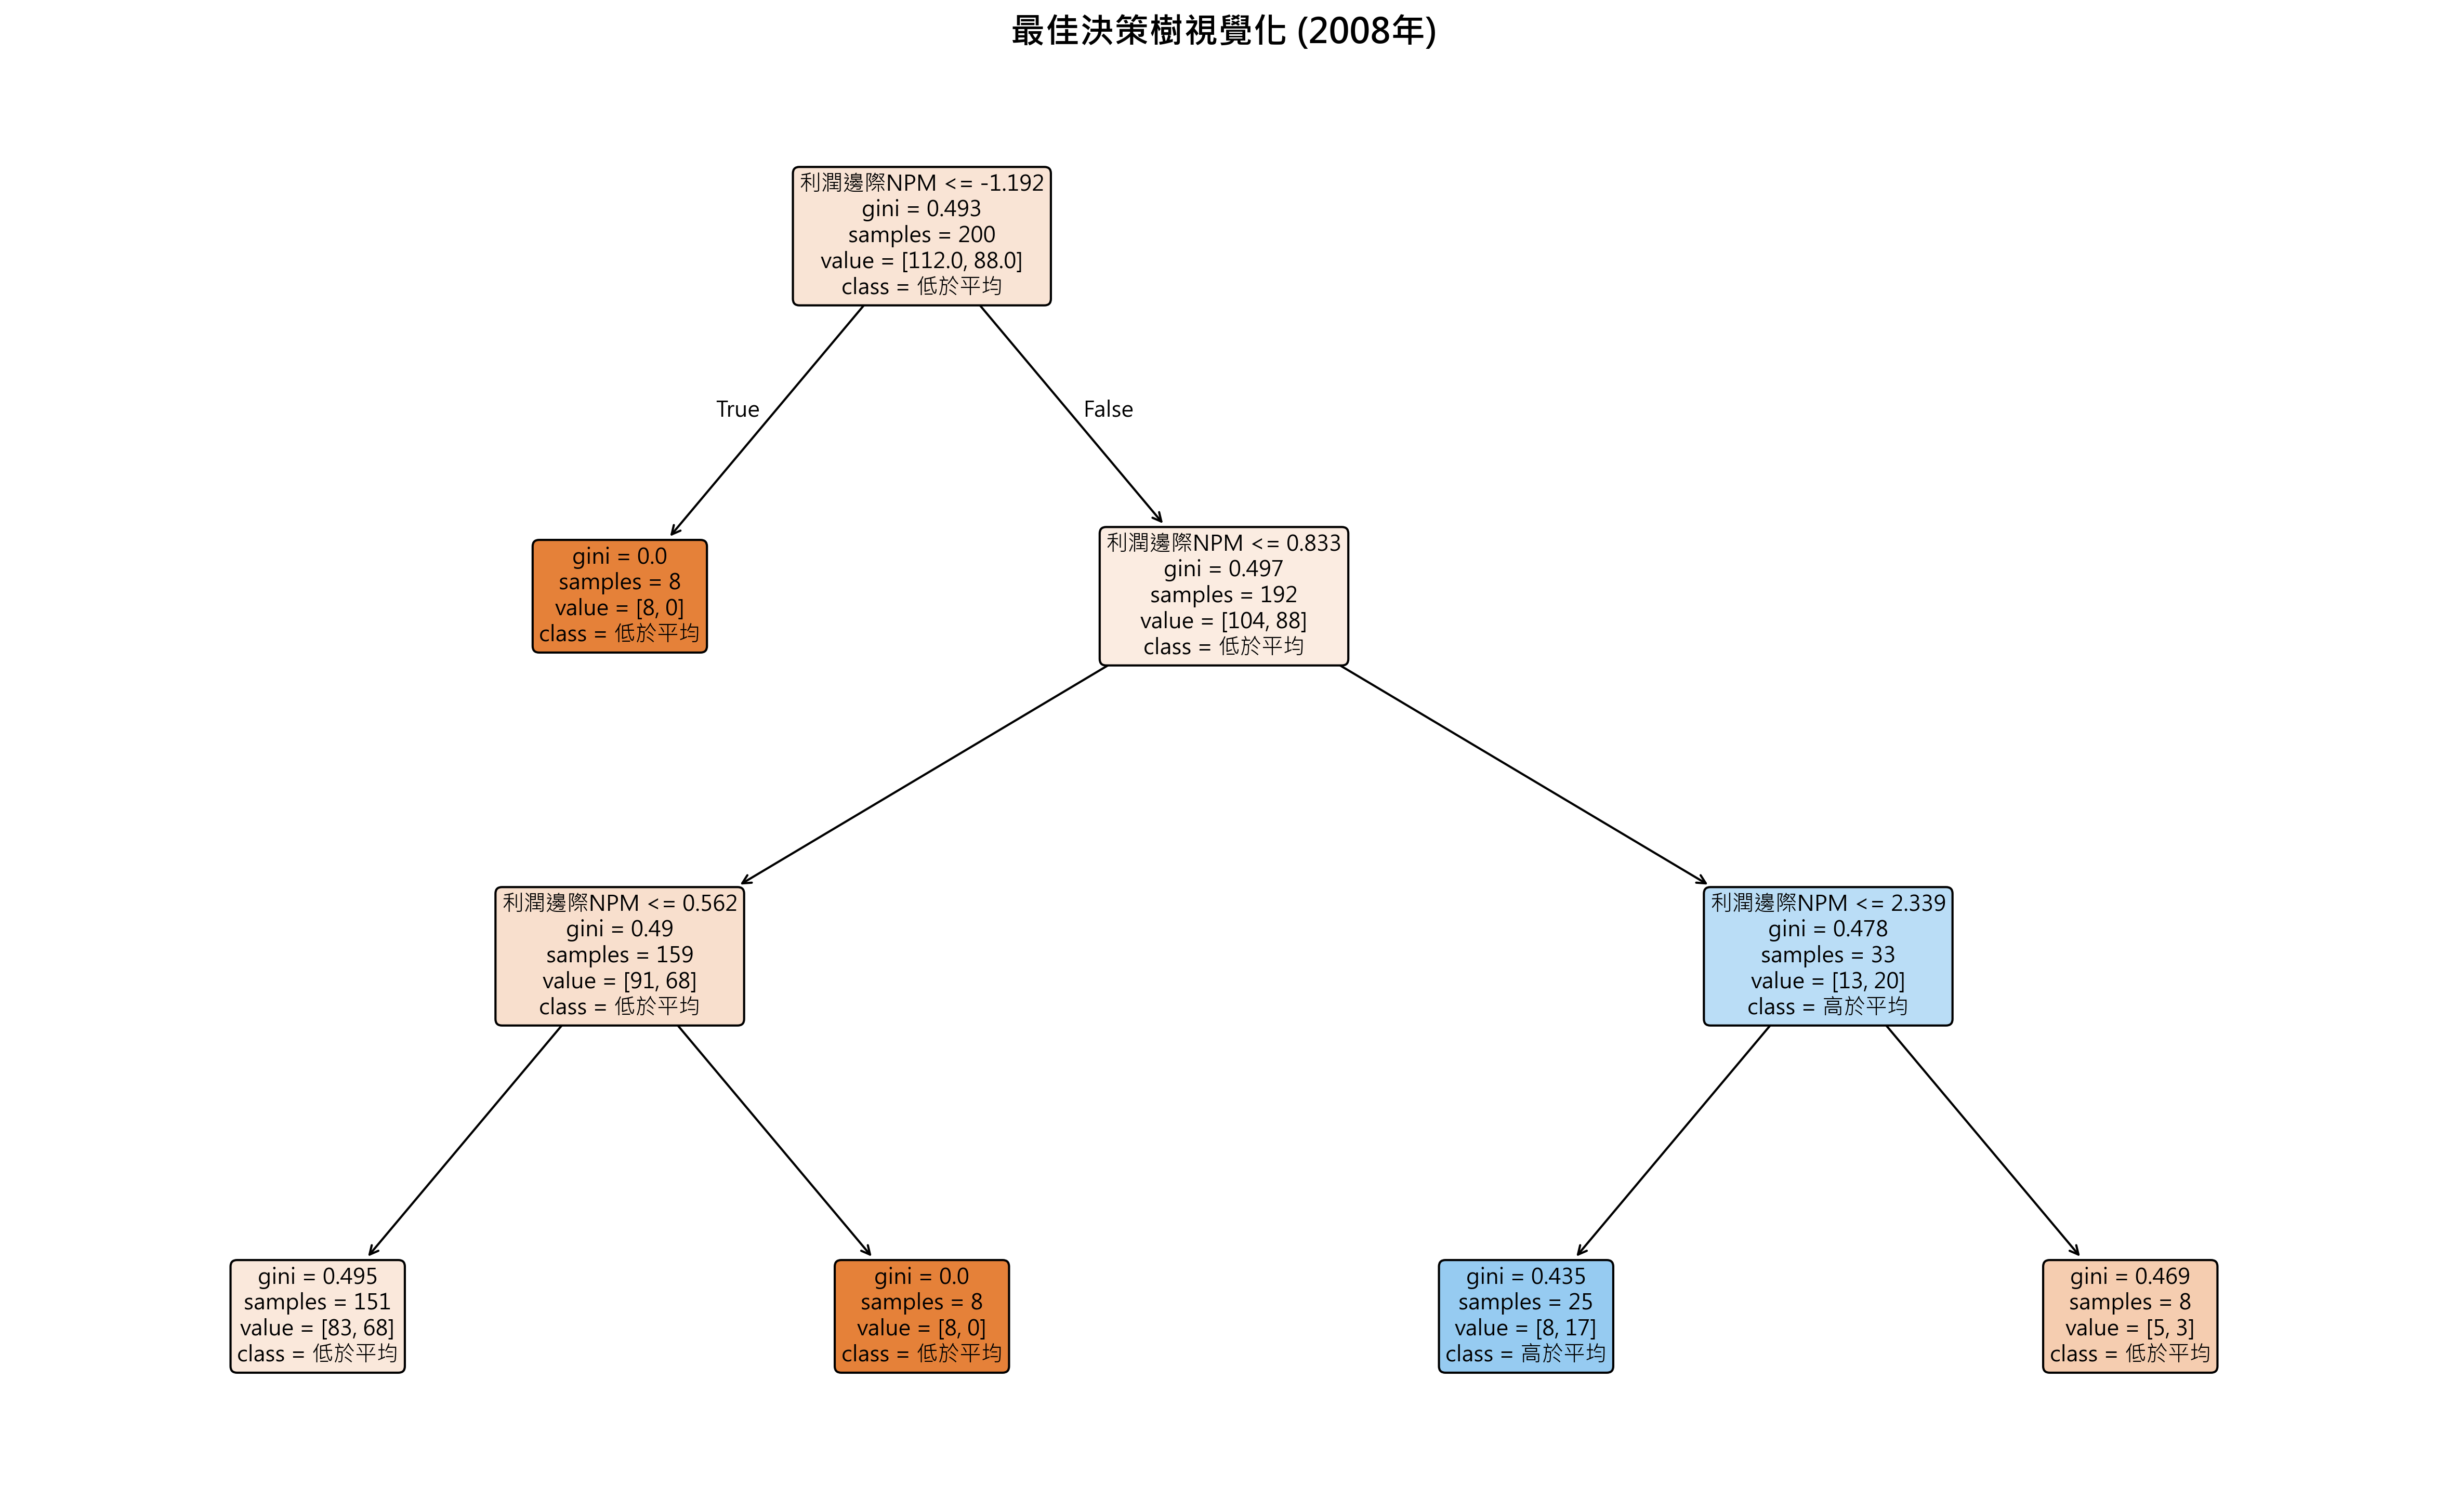 最佳決策樹視覺化 (2008年)
利潤邊際NPM <= -1.192
gini = 0.493
samples = 200
value = [112.0, 88.0]
class = 低於平均
True
False
gini = 0.0
samples = 8
value = [8, 0]
class = 低於平均
利潤邊際NPM <= 0.833
gini = 0.497
samples = 192
value = [104, 88]
class = 低於平均
利潤邊際NPM <= 0.562
gini = 0.49
samples = 159
value = [91, 68]
class = 低於平均
利潤邊際NPM <= 2.339
gini = 0.478
samples = 33
value = [13, 20]
class = 高於平均
gini = 0.495
samples = 151
value = [83, 68]
class = 低於平均
gini = 0.0
samples = 8
value = [8, 0]
class = 低於平均
gini = 0.435
samples = 25
value = [8, 17]
class = 高於平均
gini = 0.469
samples = 8
value = [5, 3]
class = 低於平均